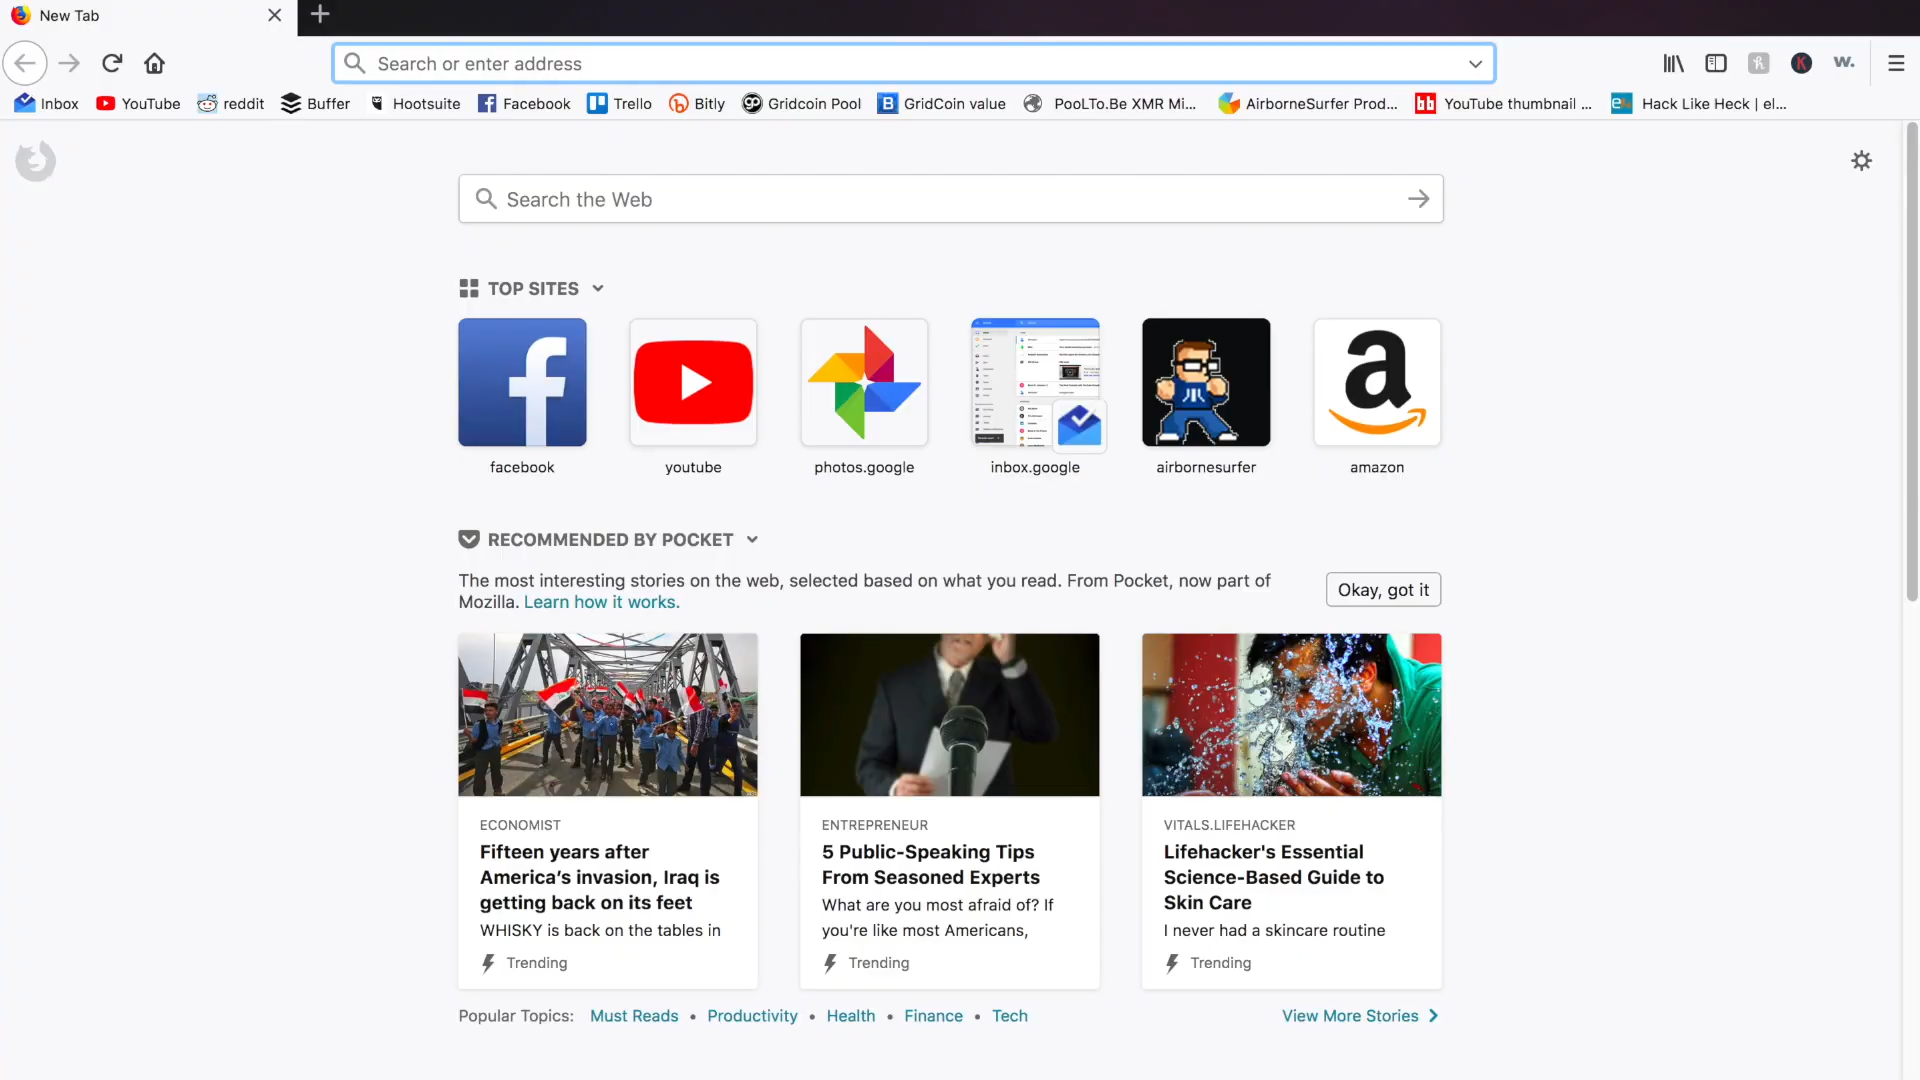 New Tab
Search or enter address
w.
Inbox YouTube reddit Buffer Hootsuite Facebook Trello Bitly Gridcoin Pool GridCoin value PooLTo.Be XMR Mi... AirborneSurfer Prod... YouTube thumbnail ... Hack Like Heck | el...
Search the Web
TOP SITES
facebook youtube photos.google inbox.google airbornesurfer amazon
RECOMMENDED BY POCKET
The most interesting stories on the web, selected based on what you read. From Pocket, now part of
Mozilla. Learn how it works.
Okay, got it
ECONOMIST
Fifteen years after
America’s invasion, Iraq is
getting back on its feet
WHISKY is back on the tables in
Trending
ENTREPRENEUR
5 Public-Speaking Tips
From Seasoned Experts
What are you most afraid of? If
you're like most Americans,
Trending
VITALS.LIFEHACKER
Lifehacker's Essential
Science-Based Guide to
Skin Care
I never had a skincare routine
Trending
Popular Topics: Must Reads • Productivity • Health • Finance • Tech
View More Stories